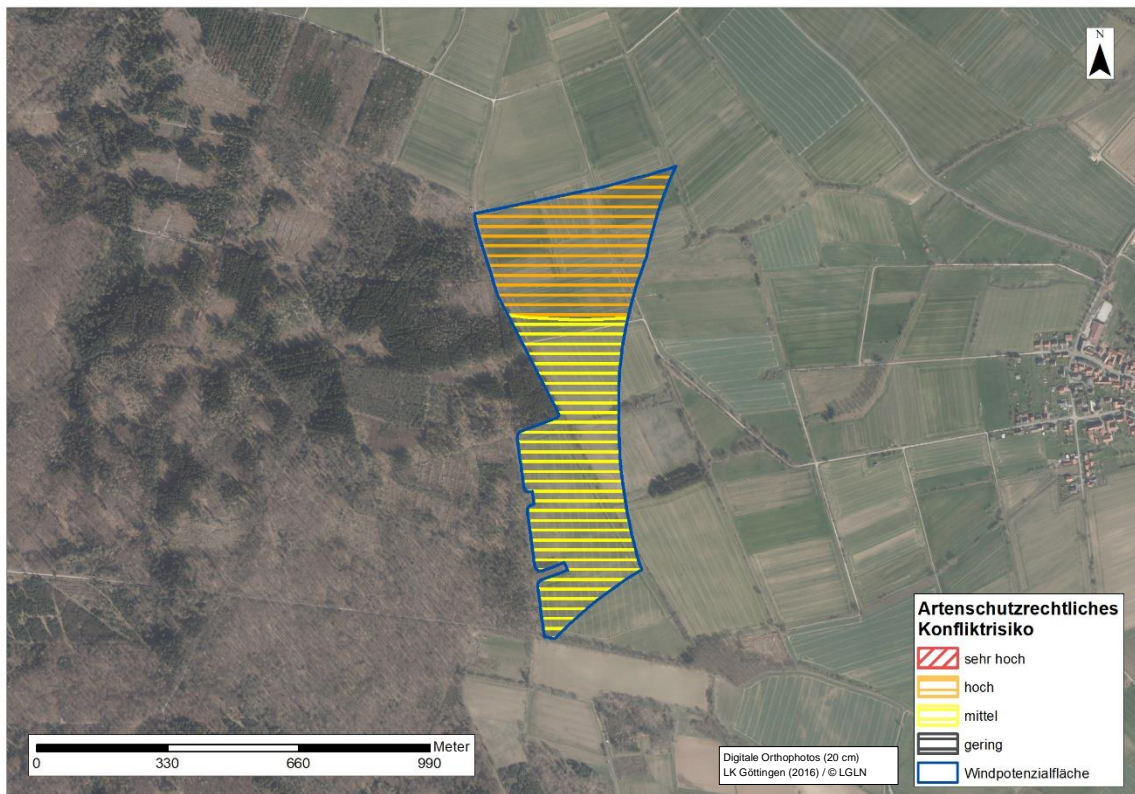 N
Artenschutzrechtliches
Konfliktrisiko
sehr hoch
hoch
mittel
gering
Windpotenzialfläche
Meter
0 330 660 990
Digitale Orthophotos (20 cm)
LK Göttingen (2016) / © LGLN